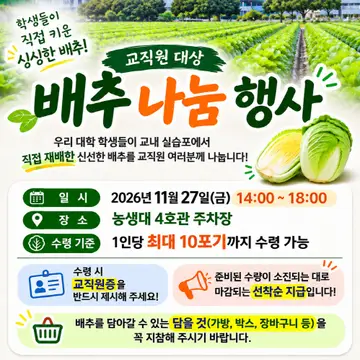 학생들이
직접 키운
싱싱한 배추!
교직원 대상
배추 나눔 행사
우리 대학 학생들이 교내 실습포에서
직접 재배한 신선한 배추를 교직원 여러분께 나눕니다!
일 시 2026년 11월 27일(금) 14:00 ~ 18:00
장 소 농생대 4호관 주차장
수령 기준 1인당 최대 10포기까지 수령 가능
수령 시
교직원증을
반드시 제시해 주세요!
준비된 수량이 소진되는 대로
마감되는 선착순 지급입니다!
배추를 담아갈 수 있는 담을 것(가방, 박스, 장바구니 등)을
꼭 지참해 주시기 바랍니다.